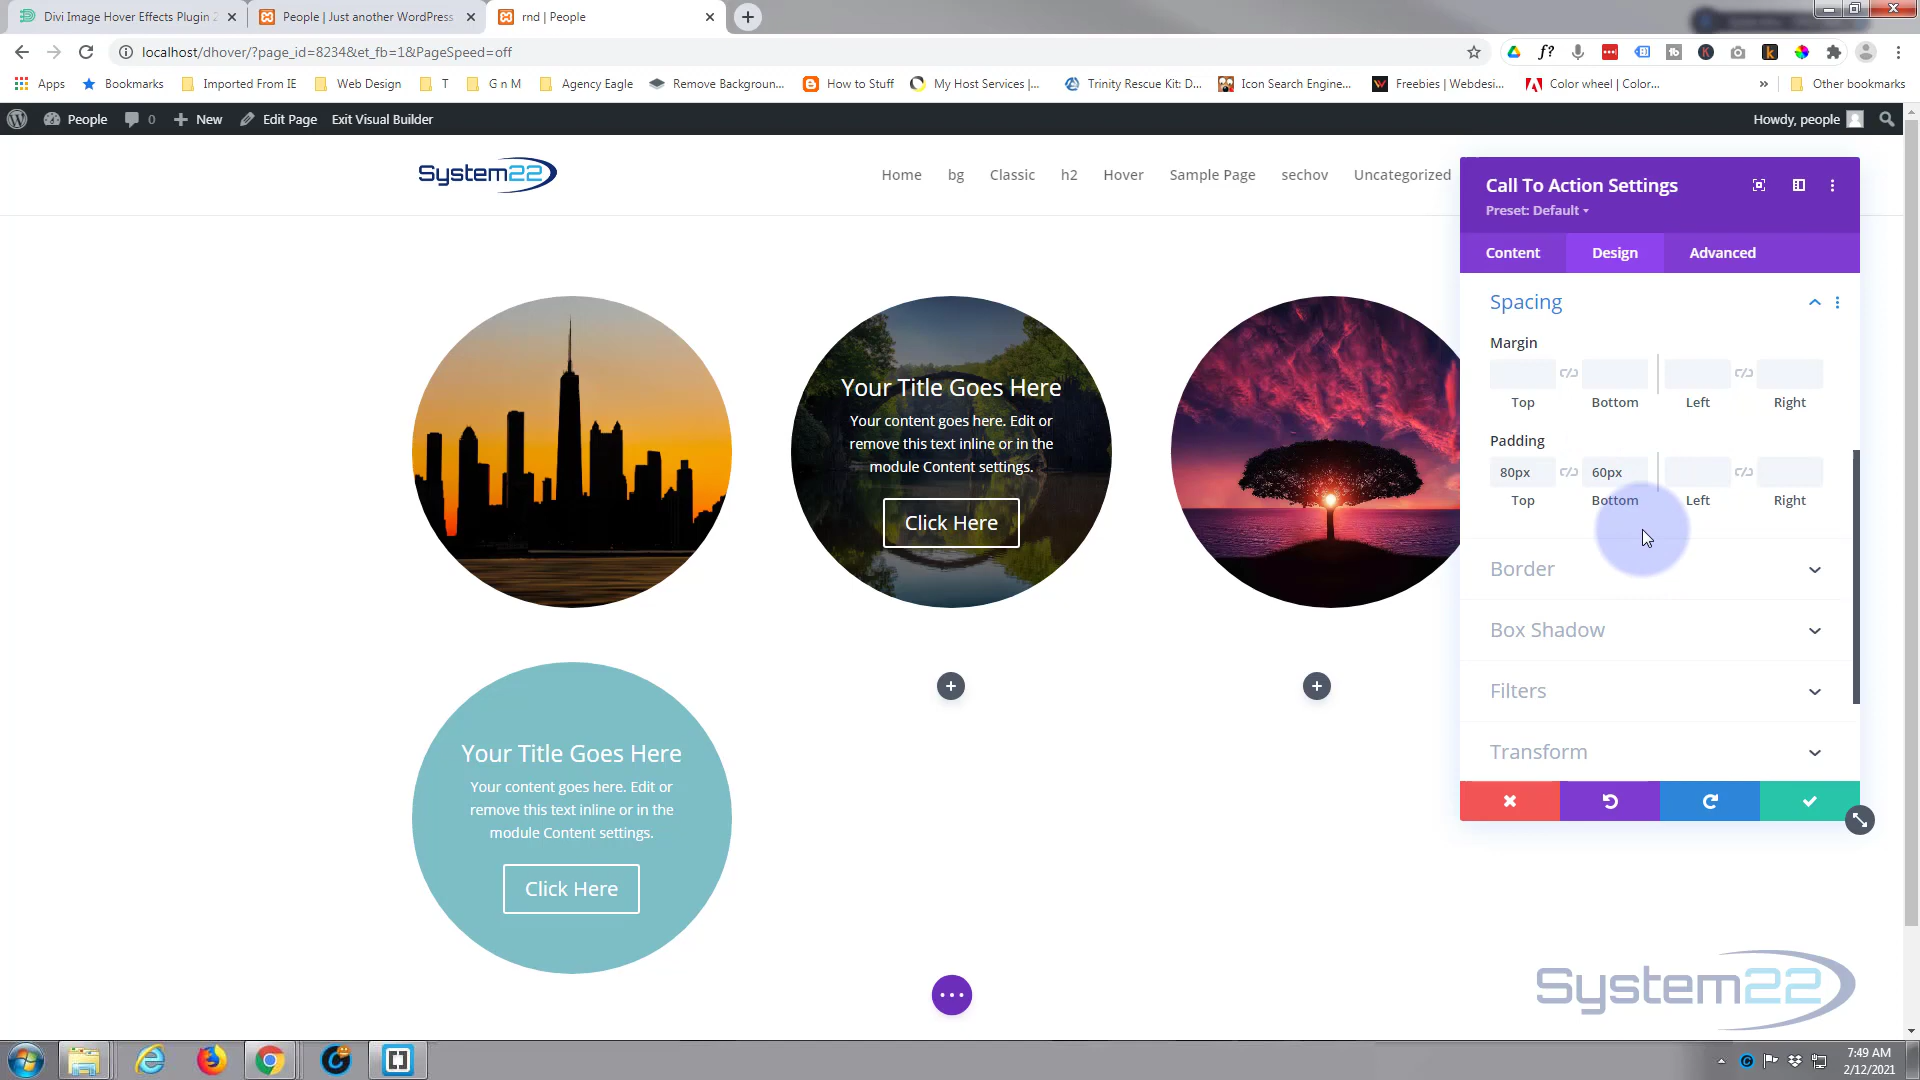 Divi Image Hover Effects Plugin 2
People | Just another WordPress
rnd | People
localhost/dhover/?page_id=8234&et_fb=1&PageSpeed=off
Apps
Bookmarks
Imported From IE
Web Design
T
G n M
Agency Eagle
Remove Backgroun...
How to Stuff
My Host Services |...
Trinity Rescue Kit: D...
Icon Search Engine...
Freebies | Webdesi...
Color wheel | Color...
»
Other bookmarks
People
0
New
Edit Page
Exit Visual Builder
Howdy, people
System22
Home
bg
Classic
h2
Hover
Sample Page
sechov
Uncategorized
Call To Action Settings
Preset: Default
Content
Design
Advanced
Spacing
Margin
Top
Bottom
Left
Right
Padding
80px
60px
Top
Bottom
Left
Right
Border
Box Shadow
Filters
Transform
Your Title Goes Here
Your content goes here. Edit or
remove this text inline or in the
module Content settings.
Click Here
Your Title Goes Here
Your content goes here. Edit or
remove this text inline or in the
module Content settings.
Click Here
System22
7:49 AM
2/12/2021